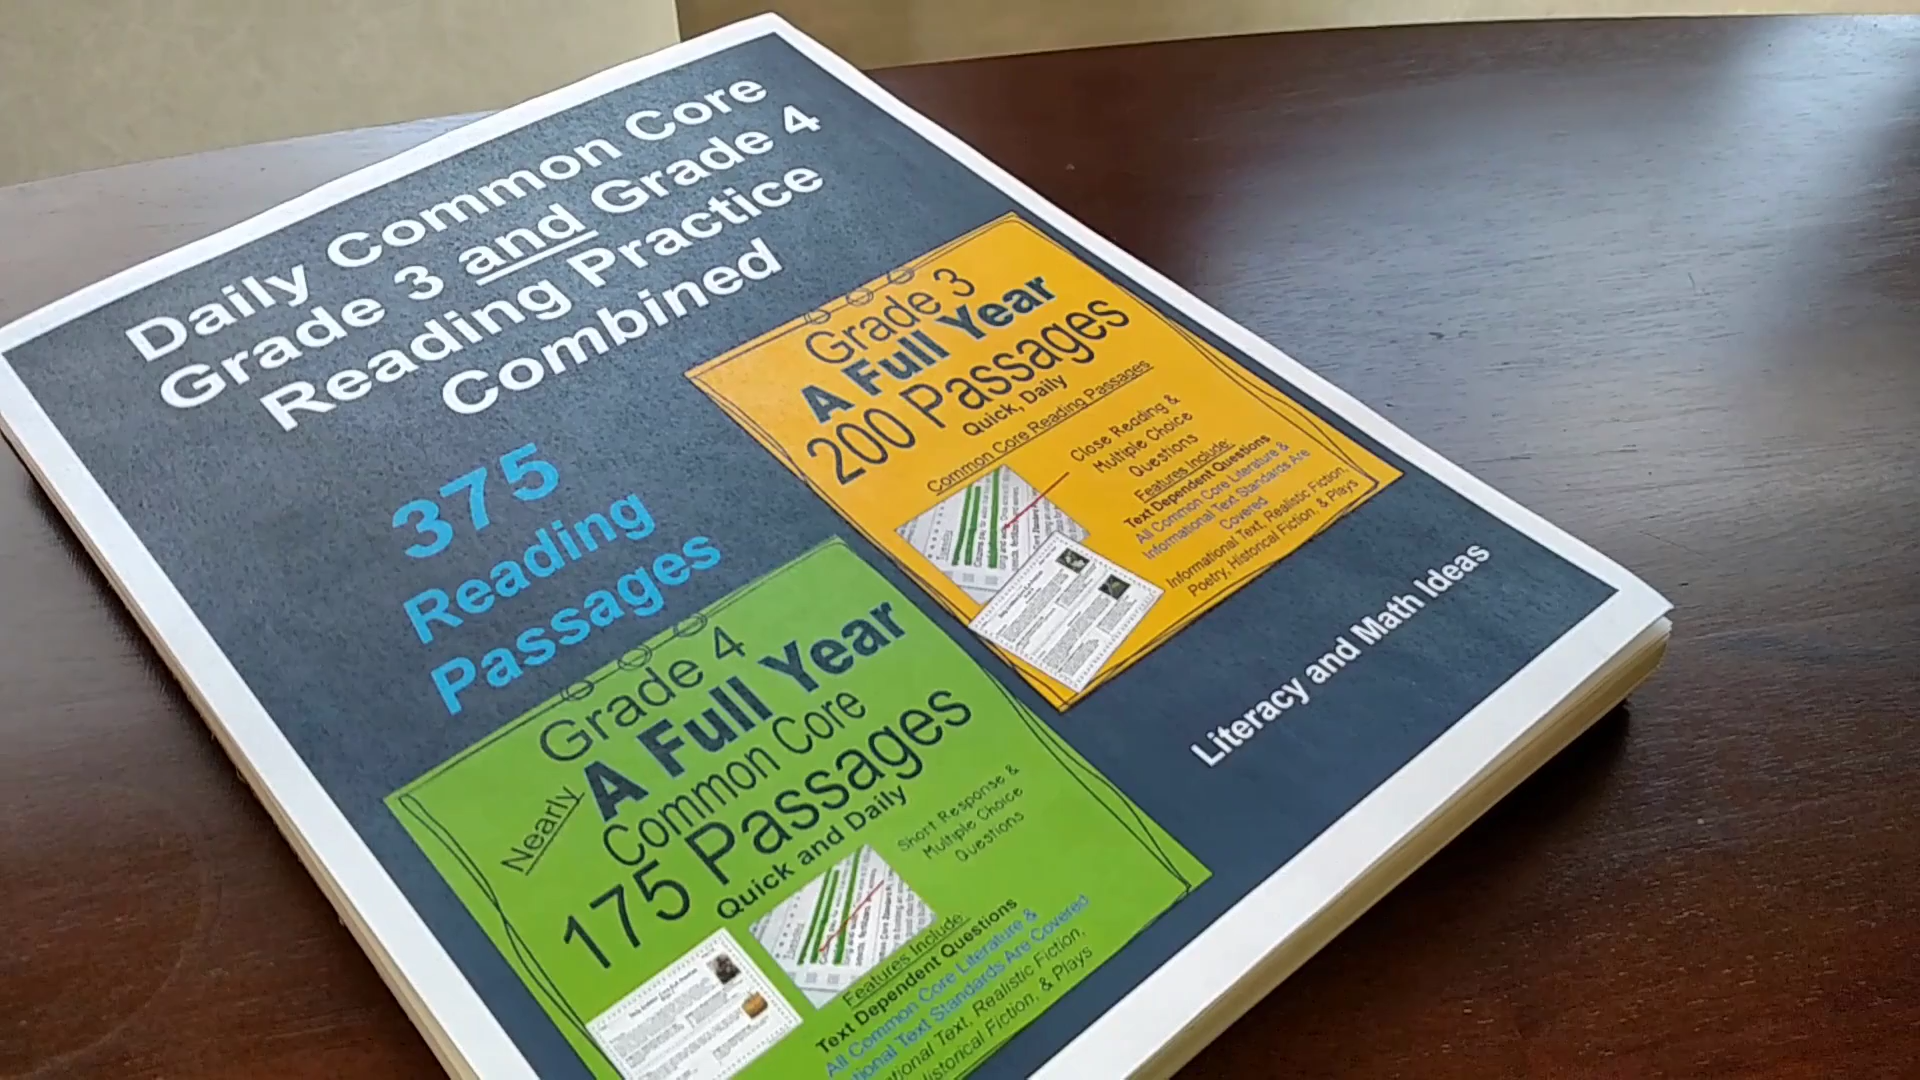 Daily Common Core
Grade 3 and Grade 4
Reading Practice
Combined
375
Reading
Passages
Grade 3
A Full Year
200 Passages
Quick, Daily
Common Core Reading Passages
Close Reading &
Multiple Choice
Questions
Features Include:
Text Dependent Questions
All Common Core Literature &
Informational Text Standards Are
Covered
Informational Text, Realistic Fiction,
Poetry, Historical Fiction, & Plays
Grade 4
Nearly
A Full Year
Common Core
175 Passages
Quick and Daily
Short Response &
Multiple Choice
Questions
Features Include:
Text Dependent Questions
All Common Core Literature &
Text Standards Are Covered
Text, Realistic Fiction,
Fiction, & Plays
Literacy and Math Ideas